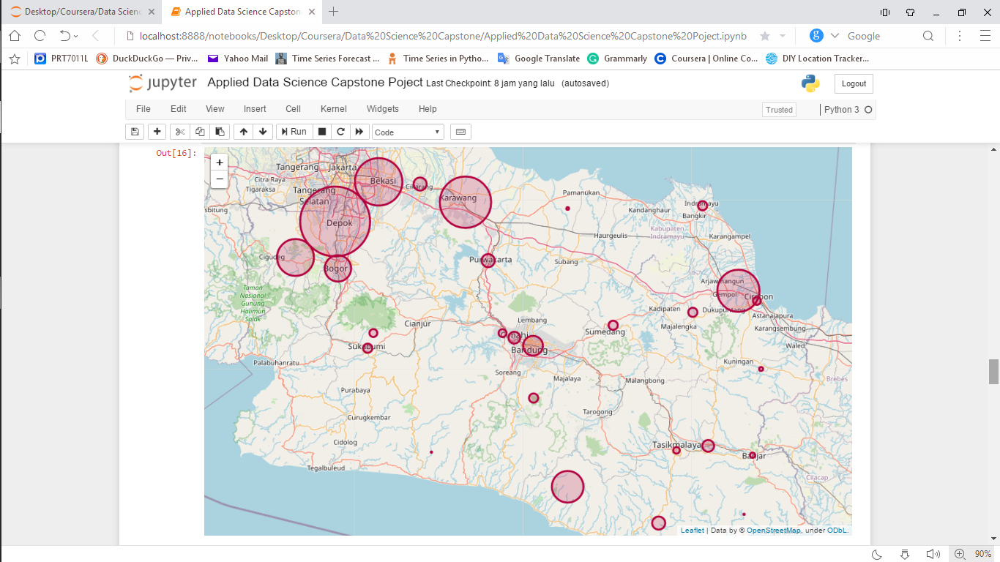 Desktop/Coursera/Data Scienc
Applied Data Science Capston
localhost:8888/notebooks/Desktop/Coursera/Data%20Science%20Capstone/Applied%20Data%20Science%20Capstone%20Poject.ipynb
Google
PRT7011L
DuckDuckGo — Priv...
Yahoo Mail
Time Series Forecast ...
Time Series in Pytho...
Google Translate
Grammarly
Coursera | Online Co...
DIY Location Tracker...
jupyter
Applied Data Science Capstone Poject Last Checkpoint: 8 jam yang lalu (autosaved)
Logout
File Edit View Insert Cell Kernel Widgets Help
Trusted
Python 3
Run
Code
Out[16]:
+
−
Tangerang
Jakarta
Citra Raya
Bekasi
Tigaraksa
Tangerang
Selatan
Cikarang
Karawang
Pamanukan
Indramayu
sbitung
Kandanghaur
Bangkir
Depok
Kabupaten
Indramayu
Haurgeulis
Karangampel
Cigudeg
Purwakarta
Subang
Bogor
Arjawinangun
Taman
Nasional
Gunung
Halimun
Salak
Gempol
Cirebon
Kadipaten
Dukupuntang
Astanajapura
Cianjur
Lembang
Majalengka
Karangsembung
Cimahi
Sumedang
Sukabumi
Bandung
Waled
Palabuhanratu
Kuningan
Soreang
Majalaya
Malangbong
Brebes
Purabaya
Curugkembar
Tarogong
Cidolog
Tasikmalaya
Banjar
Tegalbuleud
Cilacap
Leaflet | Data by © OpenStreetMap, under ODbL.
90%